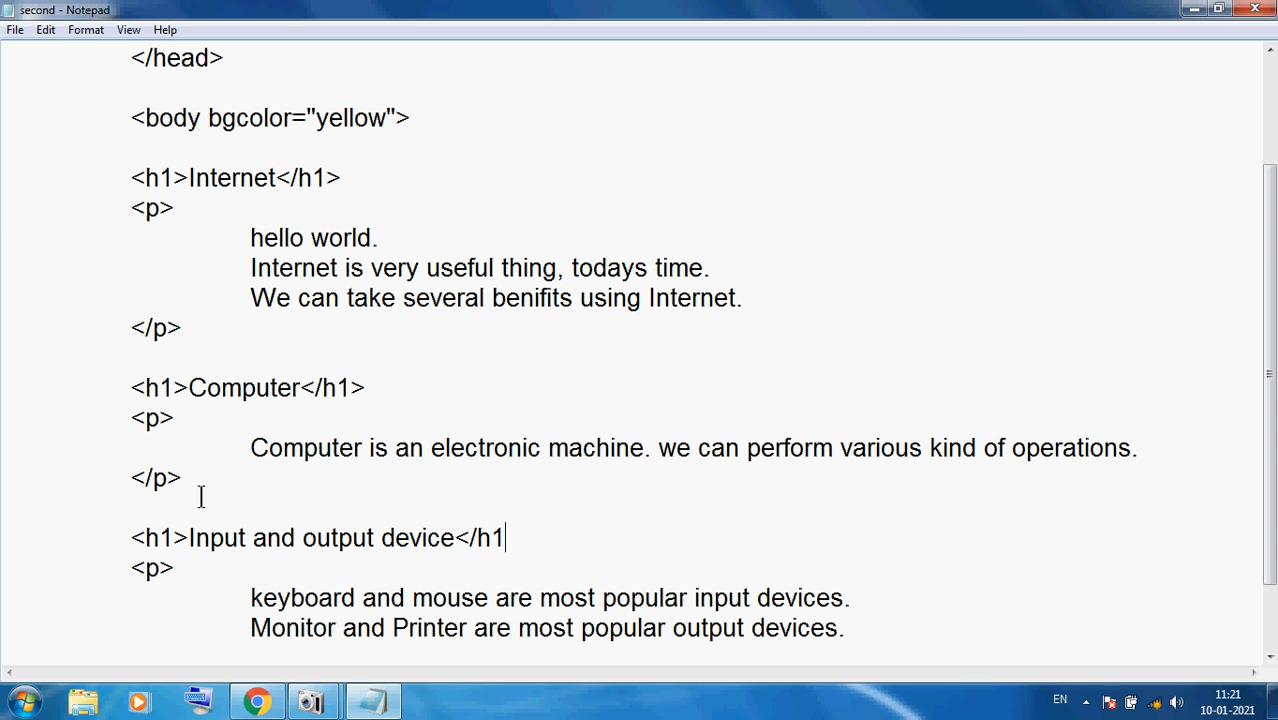 second - Notepad
File Edit Format View Help
</head>
<body bgcolor="yellow">
<h1>Internet</h1>
<p>
hello world.
Internet is very useful thing, todays time.
We can take several benifits using Internet.
</p>
<h1>Computer</h1>
<p>
Computer is an electronic machine. we can perform various kind of operations.
</p>
<h1>Input and output device</h1
<p>
keyboard and mouse are most popular input devices.
Monitor and Printer are most popular output devices.
EN
11:21
10-01-2021